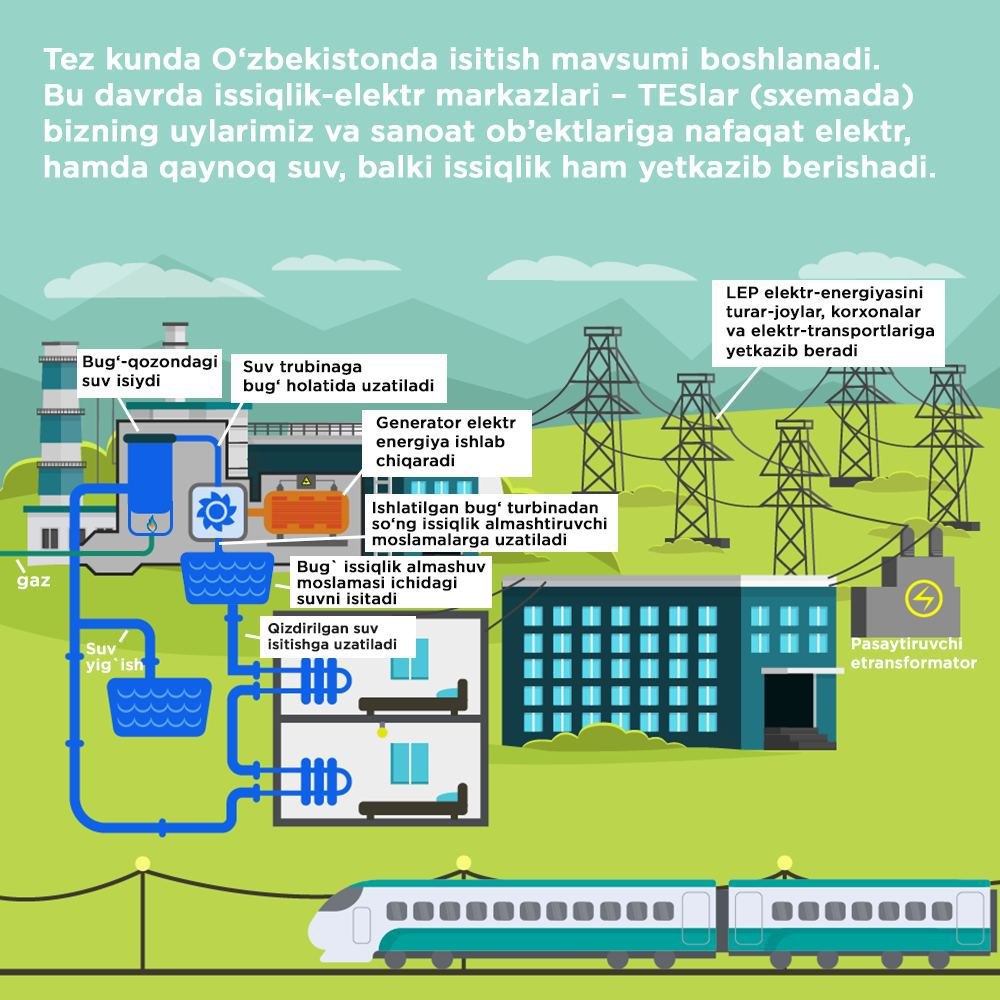 Tez kunda O‘zbekistonda isitish mavsumi boshlanadi.
Bu davrda issiqlik-elektr markazlari – TESlar (sxemada)
bizning uylarimiz va sanoat ob’ektlariga nafaqat elektr,
hamda qaynoq suv, balki issiqlik ham yetkazib berishadi.
LEP elektr-energiyasini
turar-joylar, korxonalar
va elektr-transportlariga
yetkazib beradi
Bug‘-qozondagi
suv isiydi
Suv trubinaga
bug‘ holatida uzatiladi
Generator elektr
energiya ishlab
chiqaradi
Ishlatilgan bug‘ turbinadan
so‘ng issiqlik almashtiruvchi
moslamalarga uzatiladi
Bug` issiqlik almashuv
moslamasi ichidagi
suvni isitadi
gaz
Qizdirilgan suv
isitishga uzatiladi
Suv
yig`ish
Pasaytiruvchi
etransformator